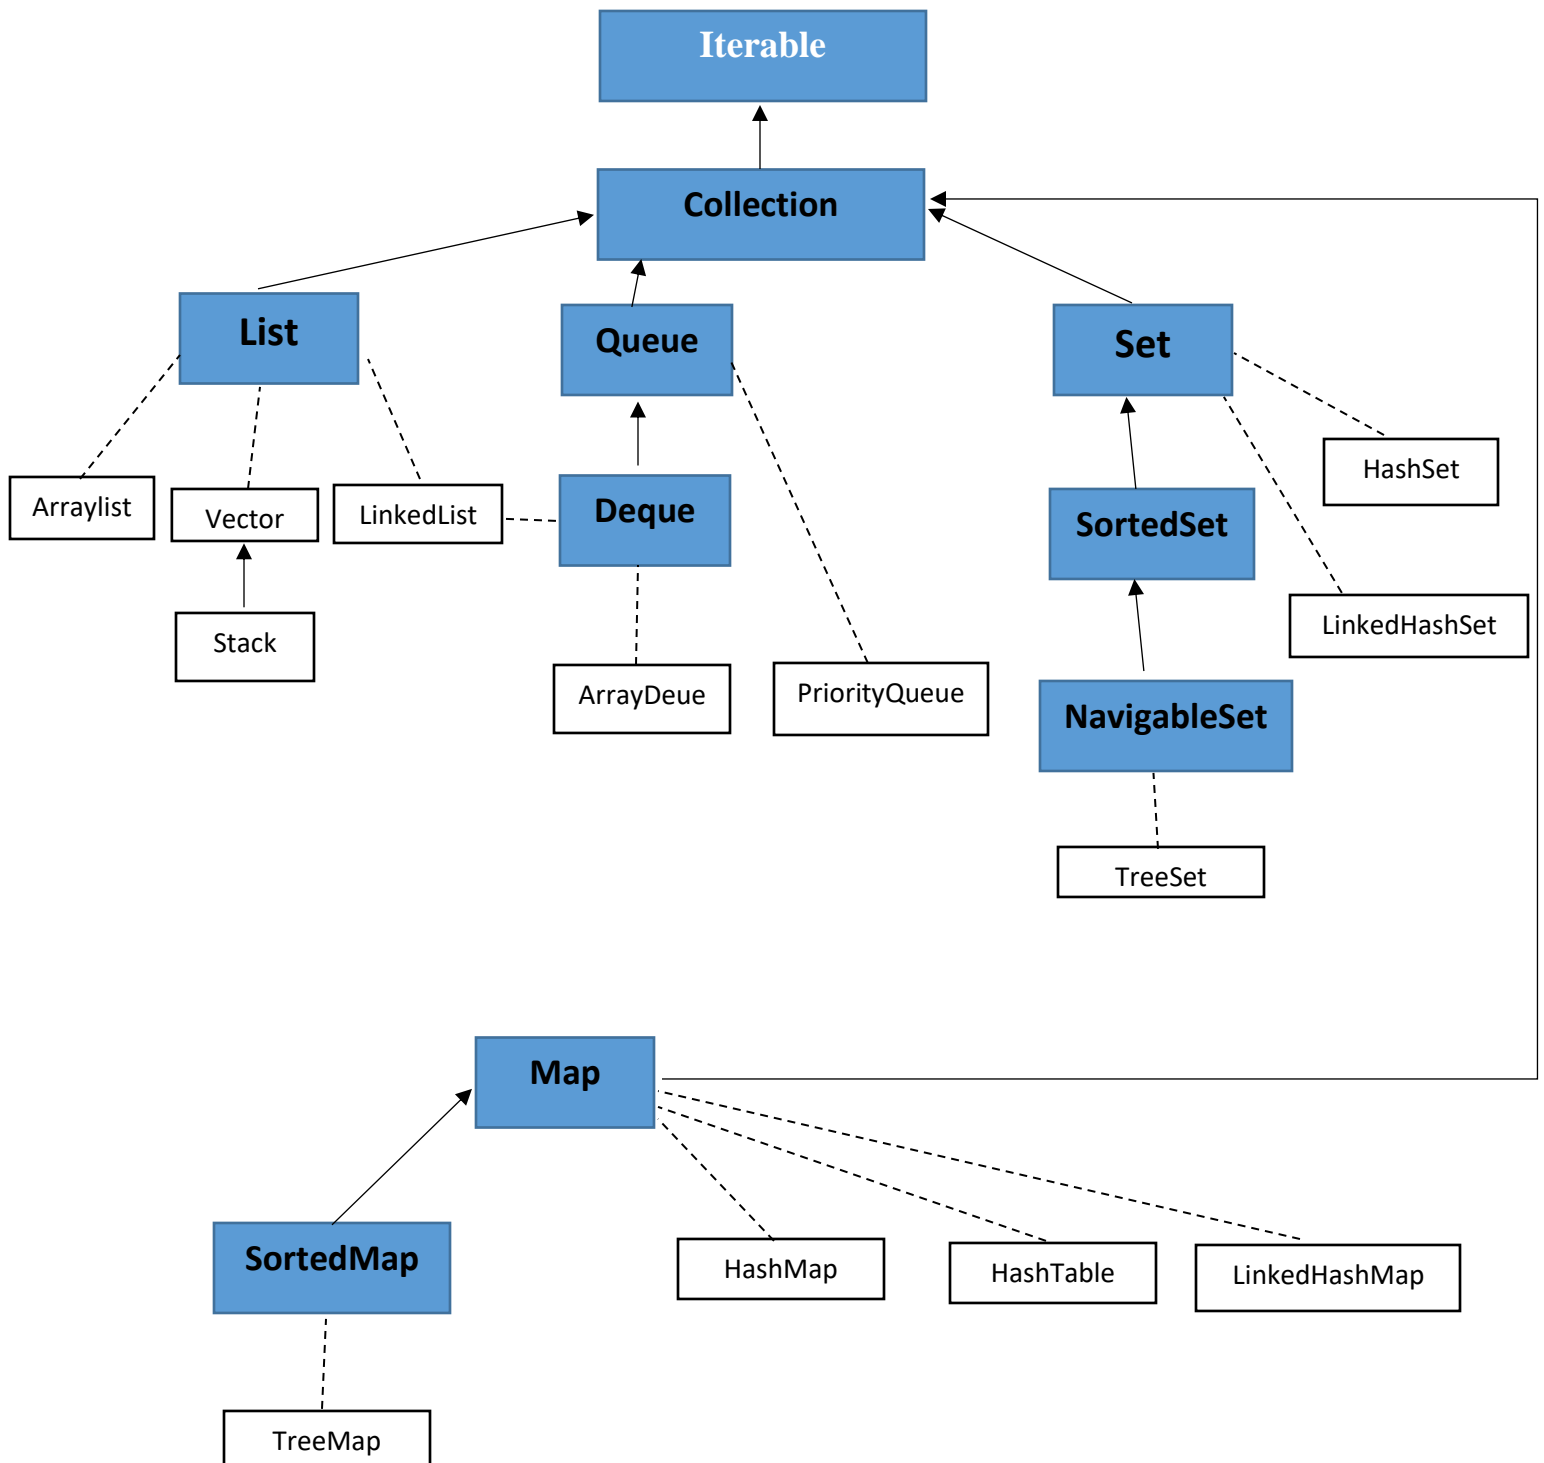 Iterable
Collection
List
Queue
Set
HashSet
Arraylist
Vector
LinkedList
Deque
SortedSet
Stack
LinkedHashSet
ArrayDeue
PriorityQueue
NavigableSet
TreeSet
Map
SortedMap
HashMap
HashTable
LinkedHashMap
TreeMap